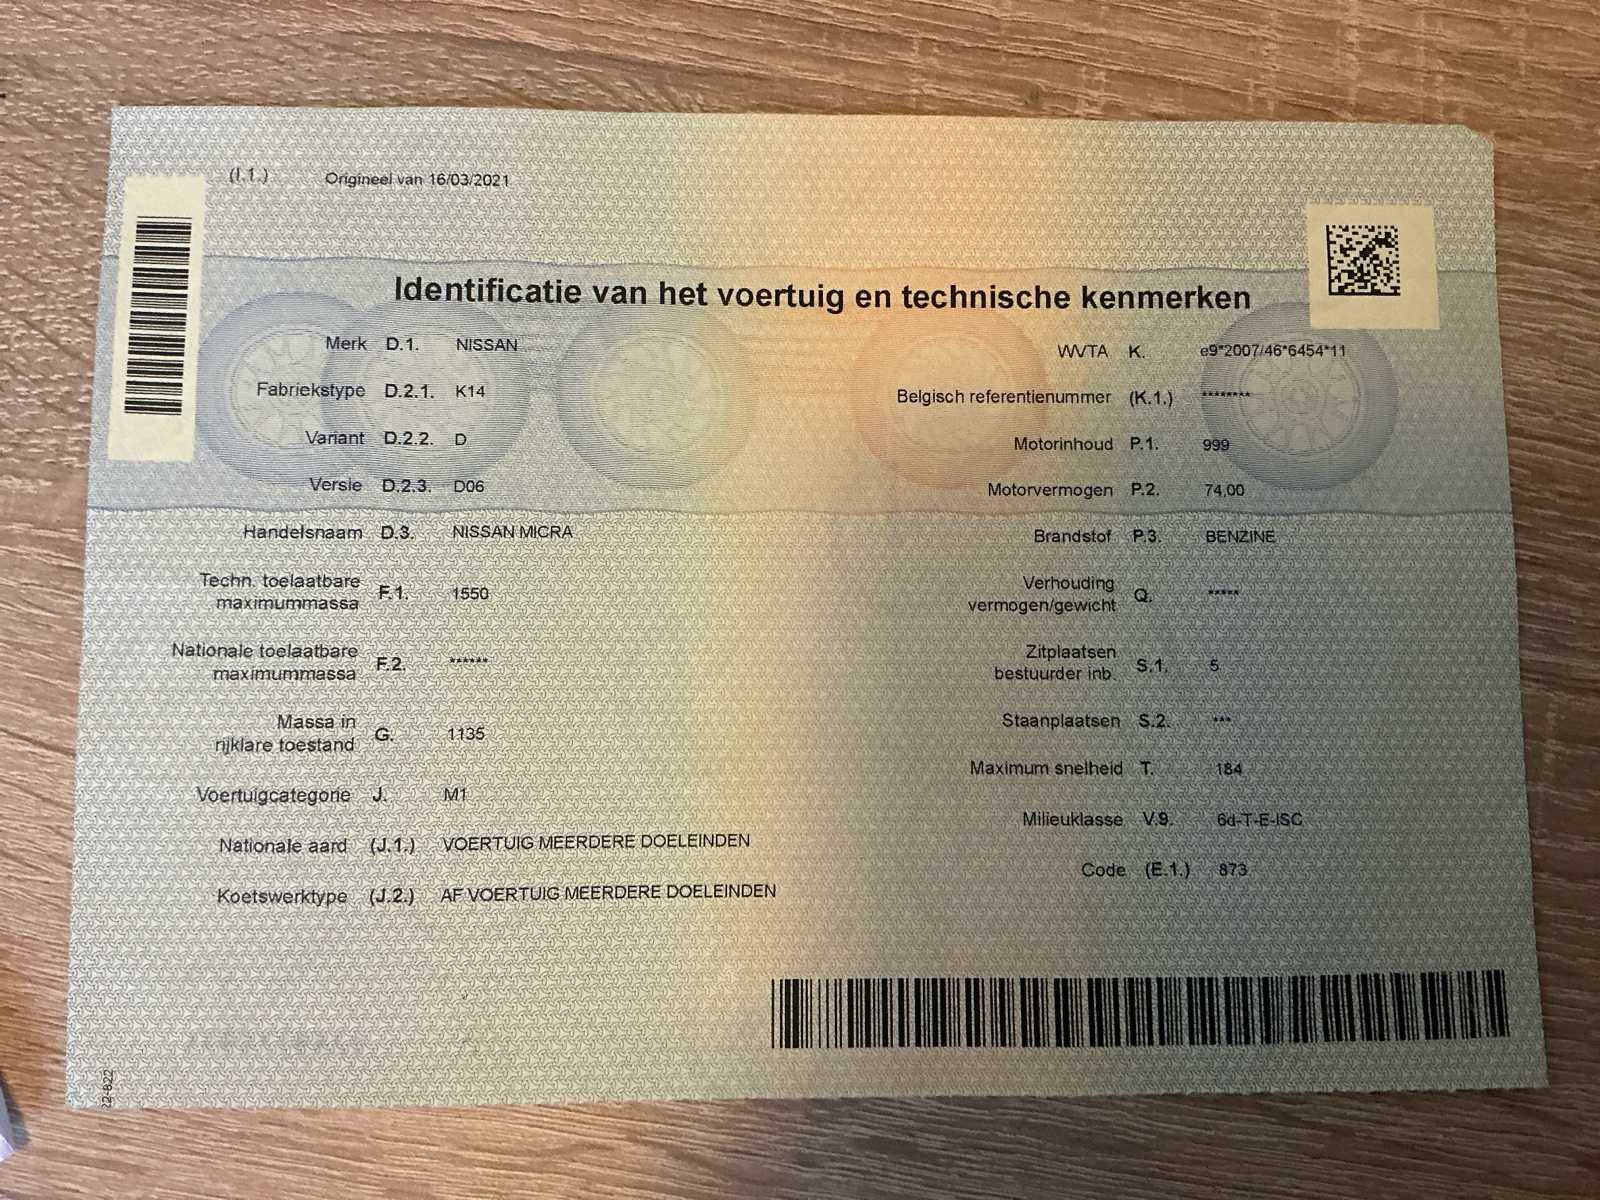 (I.1.) Origineel van 16/03/2021
Identificatie van het voertuig en technische kenmerken
Merk D.1. NISSAN
Fabriekstype D.2.1. K14
Variant D.2.2. D
Versie D.2.3. D06
Handelsnaam D.3. NISSAN MICRA
Techn. toelaatbare
maximummassa F.1. 1550
Nationale toelaatbare
maximummassa F.2. ******
Massa in
rijklare toestand G. 1135
Voertuigcategorie J. M1
Nationale aard (J.1.) VOERTUIG MEERDERE DOELEINDEN
Koetswerktype (J.2.) AF VOERTUIG MEERDERE DOELEINDEN
WVTA K. e9*2007/46*6454*11
Belgisch referentienummer (K.1.) ********
Motorinhoud P.1. 999
Motorvermogen P.2. 74,00
Brandstof P.3. BENZINE
Verhouding
vermogen/gewicht Q. *****
Zitplaatsen
bestuurder inb. S.1. 5
Staanplaatsen S.2. ***
Maximum snelheid T. 184
Milieuklasse V.9. 6d-T-E-ISC
Code (E.1.) 873
22-822